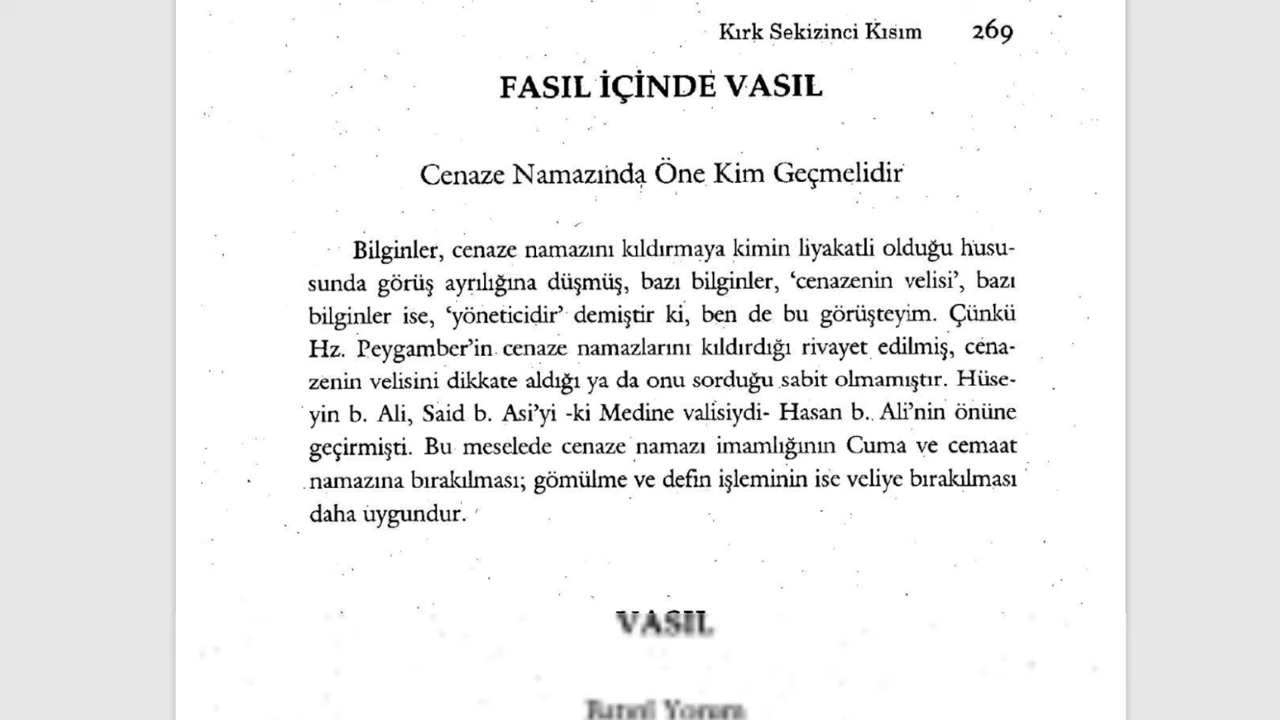 Kırk Sekizinci Kısım 269
FASIL İÇİNDE VASIL
Cenaze Namazında Öne Kim Geçmelidir
Bilginler, cenaze namazını kıldırmaya kimin liyakatli olduğu husu-
sunda görüş ayrılığına düşmüş, bazı bilginler, ‘cenazenin velisi’, bazı
bilginler ise, ‘yöneticidir’ demiştir ki, ben de bu görüşteyim. Çünkü
Hz. Peygamber’in cenaze namazlarını kıldırdığı rivayet edilmiş, cena-
zenin velisini dikkate aldığı ya da onu sorduğu sabit olmamıştır. Hüse-
yin b. Ali, Said b. Asi’yi -ki Medine valisiydi- Hasan b. Ali’nin önüne
geçirmişti. Bu meselede cenaze namazı imamlığının Cuma ve cemaat
namazına bırakılması; gömülme ve defin işleminin ise veliye bırakılması
daha uygundur.
VASIL
Batınî Yorum